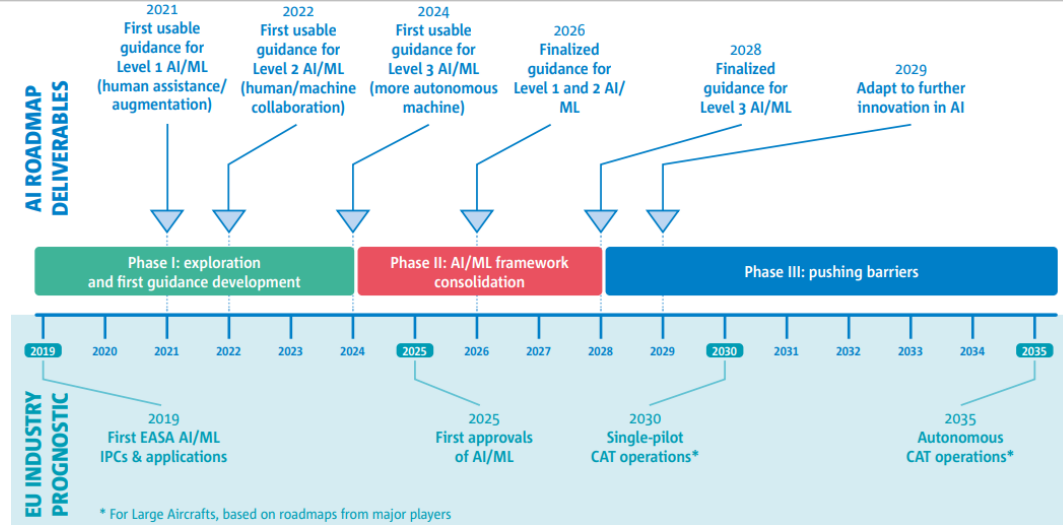 AI ROADMAP
DELIVERABLES
2021
First usable
guidance for
Level 1 AI/ML
(human assistance/
augmentation)
2022
First usable
guidance for
Level 2 AI/ML
(human/machine
collaboration)
2024
First usable
guidance for
Level 3 AI/ML
(more autonomous
machine)
2026
Finalized
guidance for
Level 1 and 2 AI/
ML
2028
Finalized
guidance for
Level 3 AI/ML
2029
Adapt to further
innovation in AI
Phase I: exploration
and first guidance development
Phase II: AI/ML framework
consolidation
Phase III: pushing barriers
2019 2020 2021 2022 2023 2024 2025 2026 2027 2028 2029 2030 2031 2032 2033 2034 2035
EU INDUSTRY
PROGNOSTIC
2019
First EASA AI/ML
IPCs & applications
2025
First approvals
of AI/ML
2030
Single-pilot
CAT operations*
2035
Autonomous
CAT operations*
* For Large Aircrafts, based on roadmaps from major players